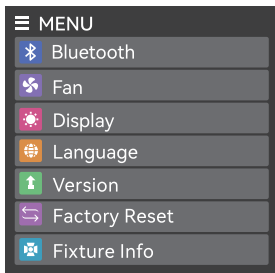 MENU
Bluetooth
Fan
Display
Language
Version
Factory Reset
Fixture Info